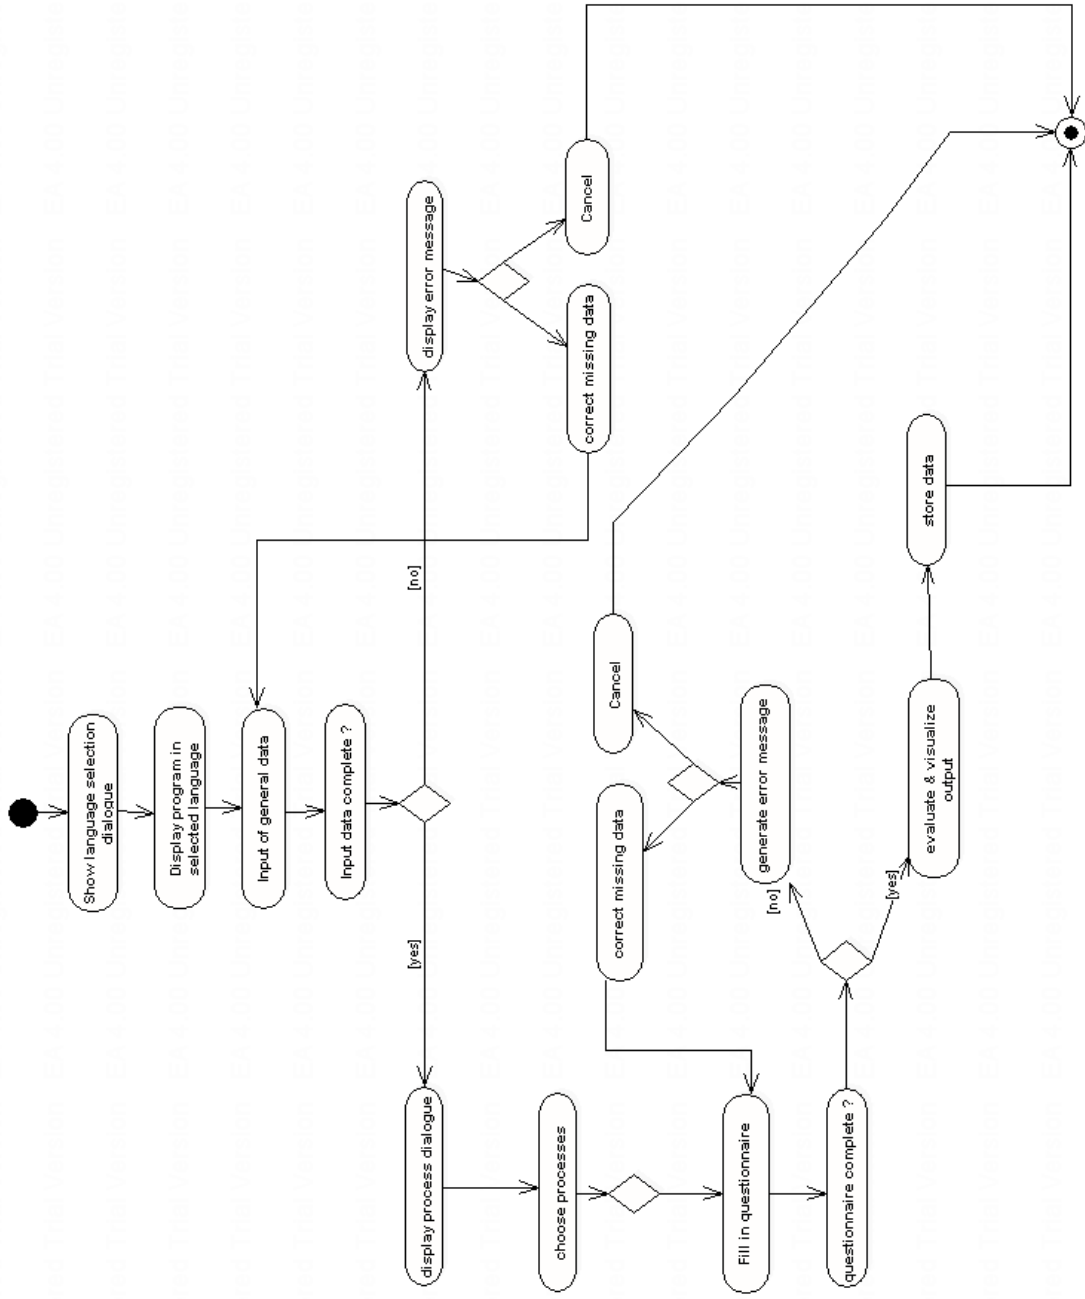 Show language selection
dialogue
Display program in
selected language
Input of general data
Input data complete ?
[no]
[yes]
display error message
Cancel
correct missing data
display process dialogue
choose processes
Fill in questionnaire
questionnaire complete ?
[no]
[yes]
generate error message
Cancel
correct missing data
evaluate & visualize
output
store data